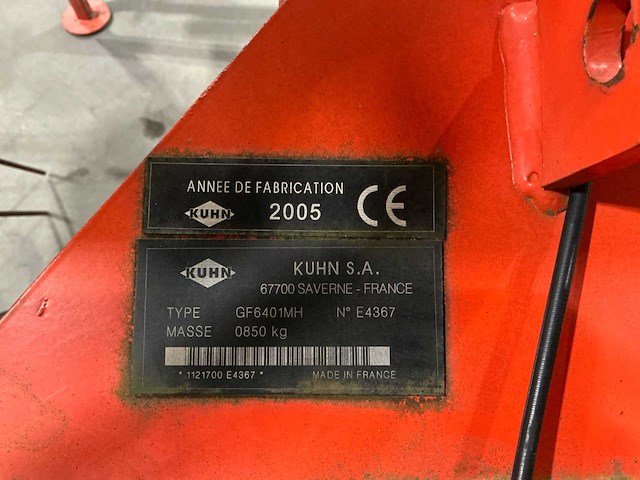 ANNEE DE FABRICATION
KUHN 2005 CE
KUHN KUHN S.A.
67700 SAVERNE - FRANCE
TYPE GF6401MH N° E4367
MASSE 0850 kg
* 1121700 E4367 * MADE IN FRANCE